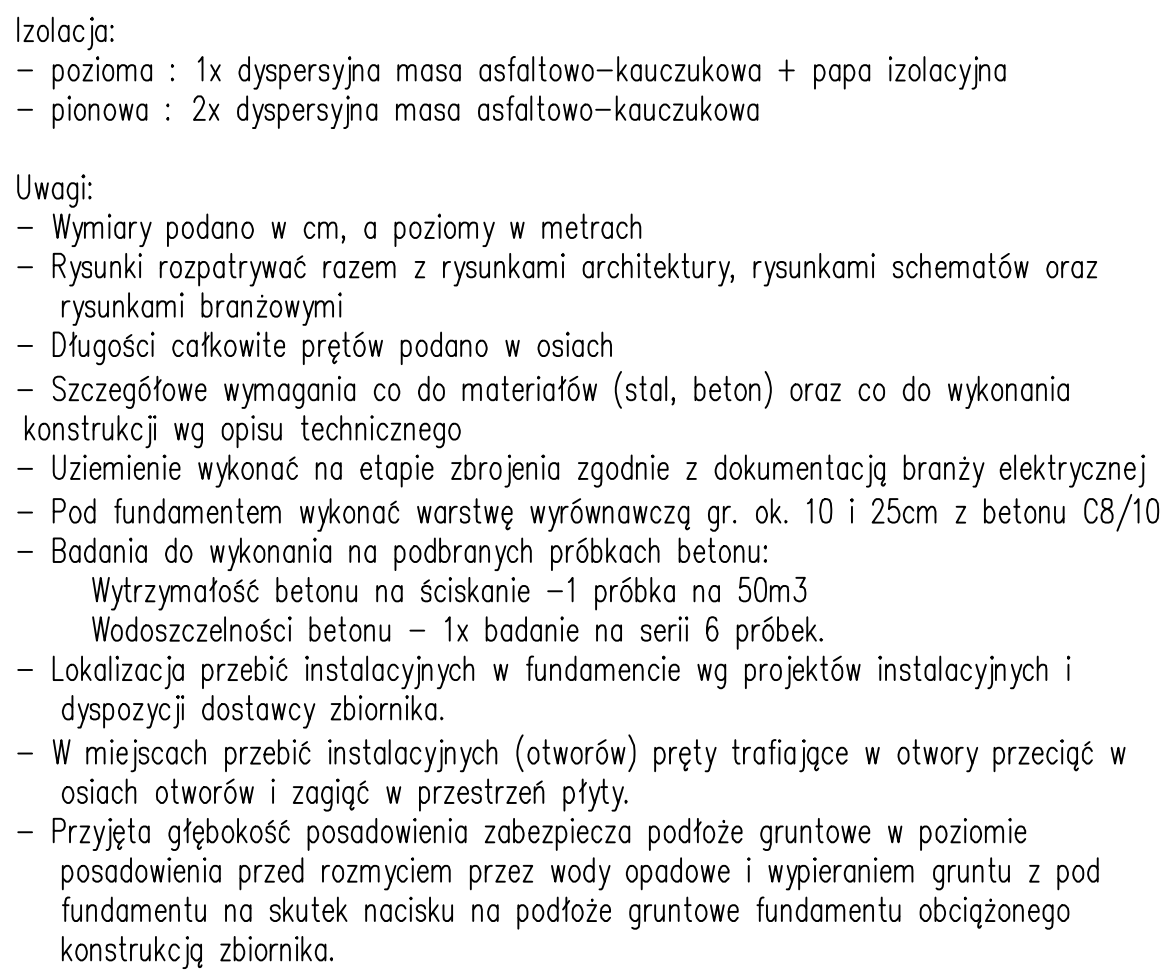 Izolacja:
- pozioma : 1x dyspersyjna masa asfaltowo-kauczukowa + papa izolacyjna
- pionowa : 2x dyspersyjna masa asfaltowo-kauczukowa
Uwagi:
- Wymiary podano w cm, a poziomy w metrach
- Rysunki rozpatrywać razem z rysunkami architektury, rysunkami schematów oraz
rysunkami branżowymi
- Długości całkowite prętów podano w osiach
- Szczegółowe wymagania co do materiałów (stal, beton) oraz co do wykonania
konstrukcji wg opisu technicznego
- Uziemienie wykonać na etapie zbrojenia zgodnie z dokumentacją branży elektrycznej
- Pod fundamentem wykonać warstwę wyrównawczą gr. ok. 10 i 25cm z betonu C8/10
- Badania do wykonania na podbranych próbkach betonu:
Wytrzymałość betonu na ściskanie -1 próbka na 50m3
Wodoszczelności betonu - 1x badanie na serii 6 próbek.
- Lokalizacja przebić instalacyjnych w fundamencie wg projektów instalacyjnych i
dyspozycji dostawcy zbiornika.
- W miejscach przebić instalacyjnych (otworów) pręty trafiające w otwory przeciąć w
osiach otworów i zagiąć w przestrzeń płyty.
- Przyjęta głębokość posadowienia zabezpiecza podłoże gruntowe w poziomie
posadowienia przed rozmyciem przez wody opadowe i wypieraniem gruntu z pod
fundamentu na skutek nacisku na podłoże gruntowe fundamentu obciążonego
konstrukcją zbiornika.